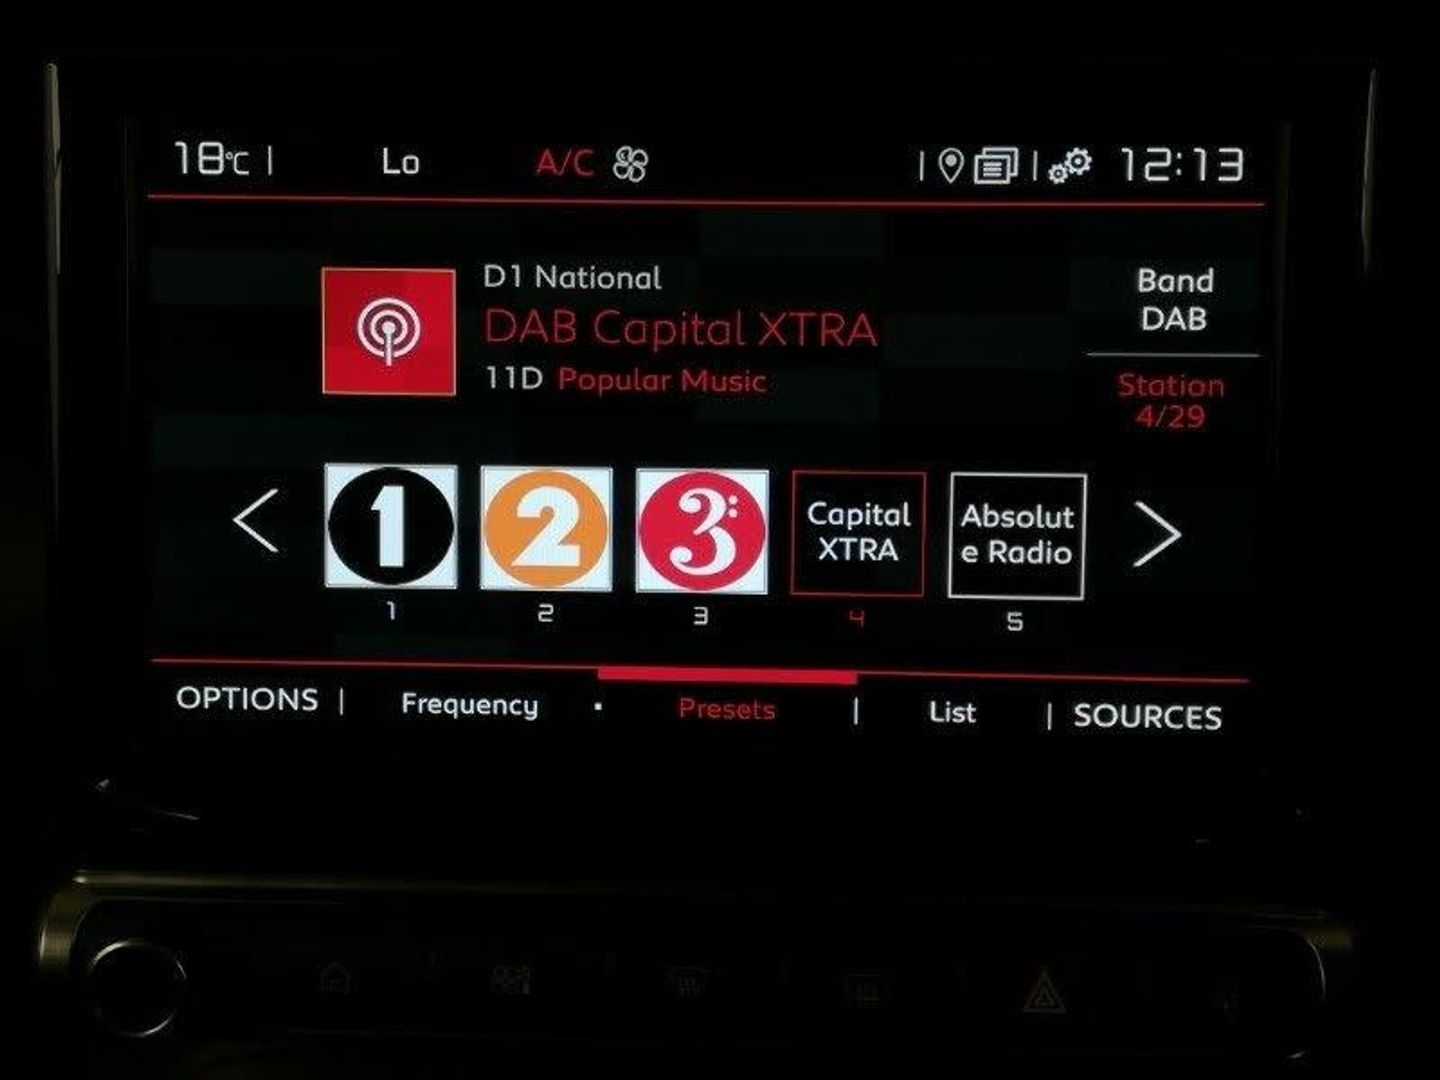 18°C | Lo A/C | | 12:13
D1 National
DAB Capital XTRA
11D Popular Music
Band
DAB
Station
4/29
1 2 3: Capital XTRA Absolut
e Radio
1 2 3 4 5
OPTIONS | Frequency • Presets | List | SOURCES